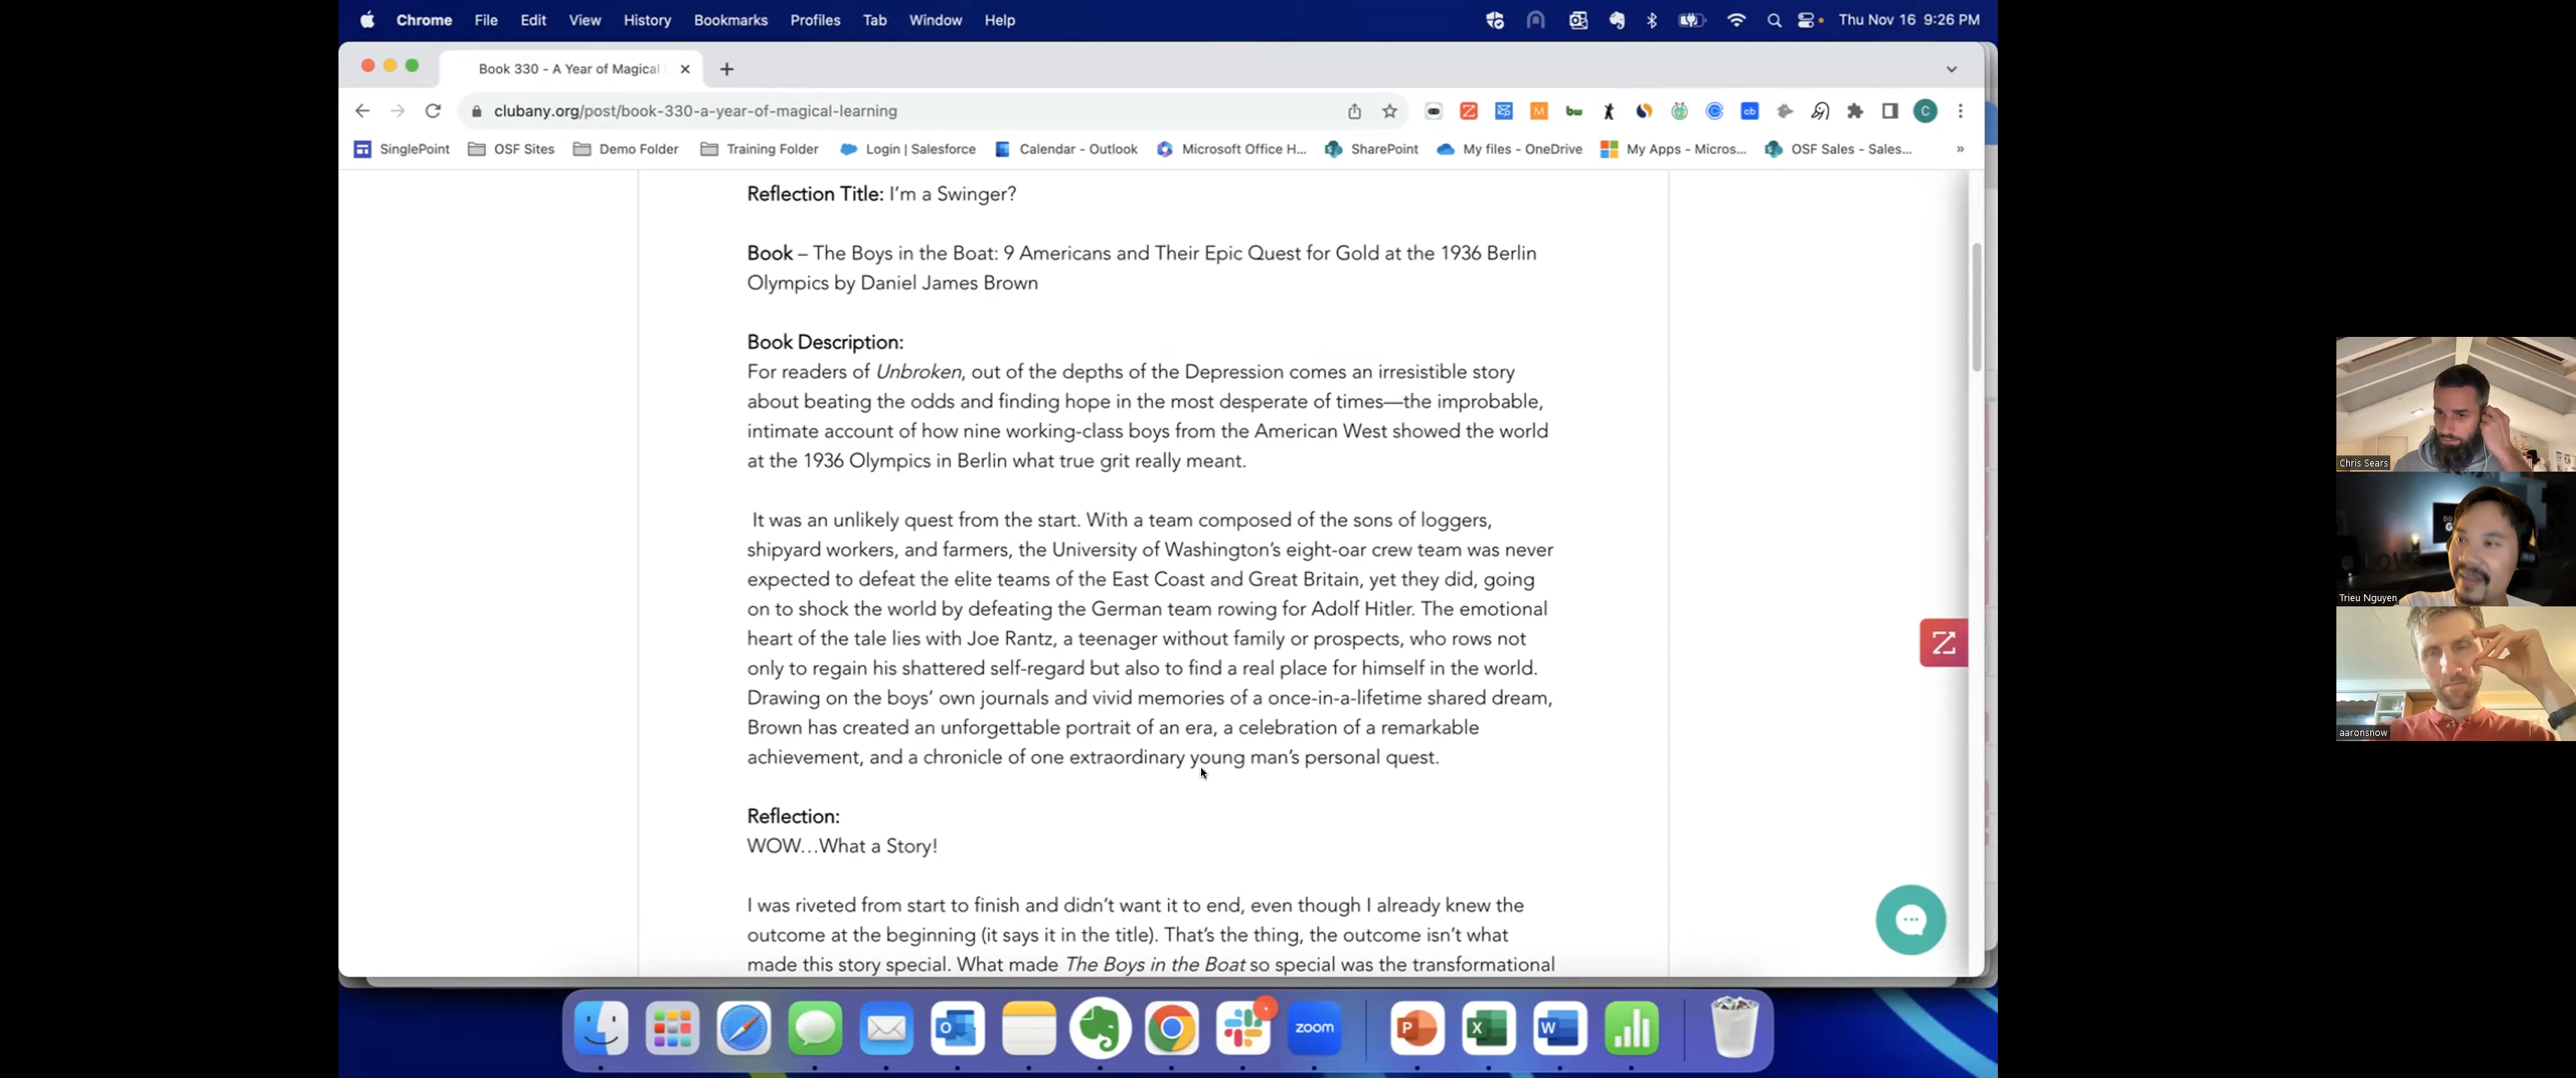 Chrome File Edit View History Bookmarks Profiles Tab Window Help Thu Nov 16 9:26 PM
Book 330 - A Year of Magical
clubany.org/post/book-330-a-year-of-magical-learning
SinglePoint OSF Sites Demo Folder Training Folder Login | Salesforce Calendar - Outlook Microsoft Office H... SharePoint My files - OneDrive My Apps - Micros... OSF Sales - Sales... »
Reflection Title: I'm a Swinger?
Book – The Boys in the Boat: 9 Americans and Their Epic Quest for Gold at the 1936 Berlin
Olympics by Daniel James Brown
Book Description:
For readers of Unbroken, out of the depths of the Depression comes an irresistible story
about beating the odds and finding hope in the most desperate of times—the improbable,
intimate account of how nine working-class boys from the American West showed the world
at the 1936 Olympics in Berlin what true grit really meant.
It was an unlikely quest from the start. With a team composed of the sons of loggers,
shipyard workers, and farmers, the University of Washington's eight-oar crew team was never
expected to defeat the elite teams of the East Coast and Great Britain, yet they did, going
on to shock the world by defeating the German team rowing for Adolf Hitler. The emotional
heart of the tale lies with Joe Rantz, a teenager without family or prospects, who rows not
only to regain his shattered self-regard but also to find a real place for himself in the world.
Drawing on the boys' own journals and vivid memories of a once-in-a-lifetime shared dream,
Brown has created an unforgettable portrait of an era, a celebration of a remarkable
achievement, and a chronicle of one extraordinary young man's personal quest.
Reflection:
WOW...What a Story!
I was riveted from start to finish and didn't want it to end, even though I already knew the
outcome at the beginning (it says it in the title). That's the thing, the outcome isn't what
made this story special. What made The Boys in the Boat so special was the transformational
zoom
Chris Sears
Trieu Nguyen
aaronsnow